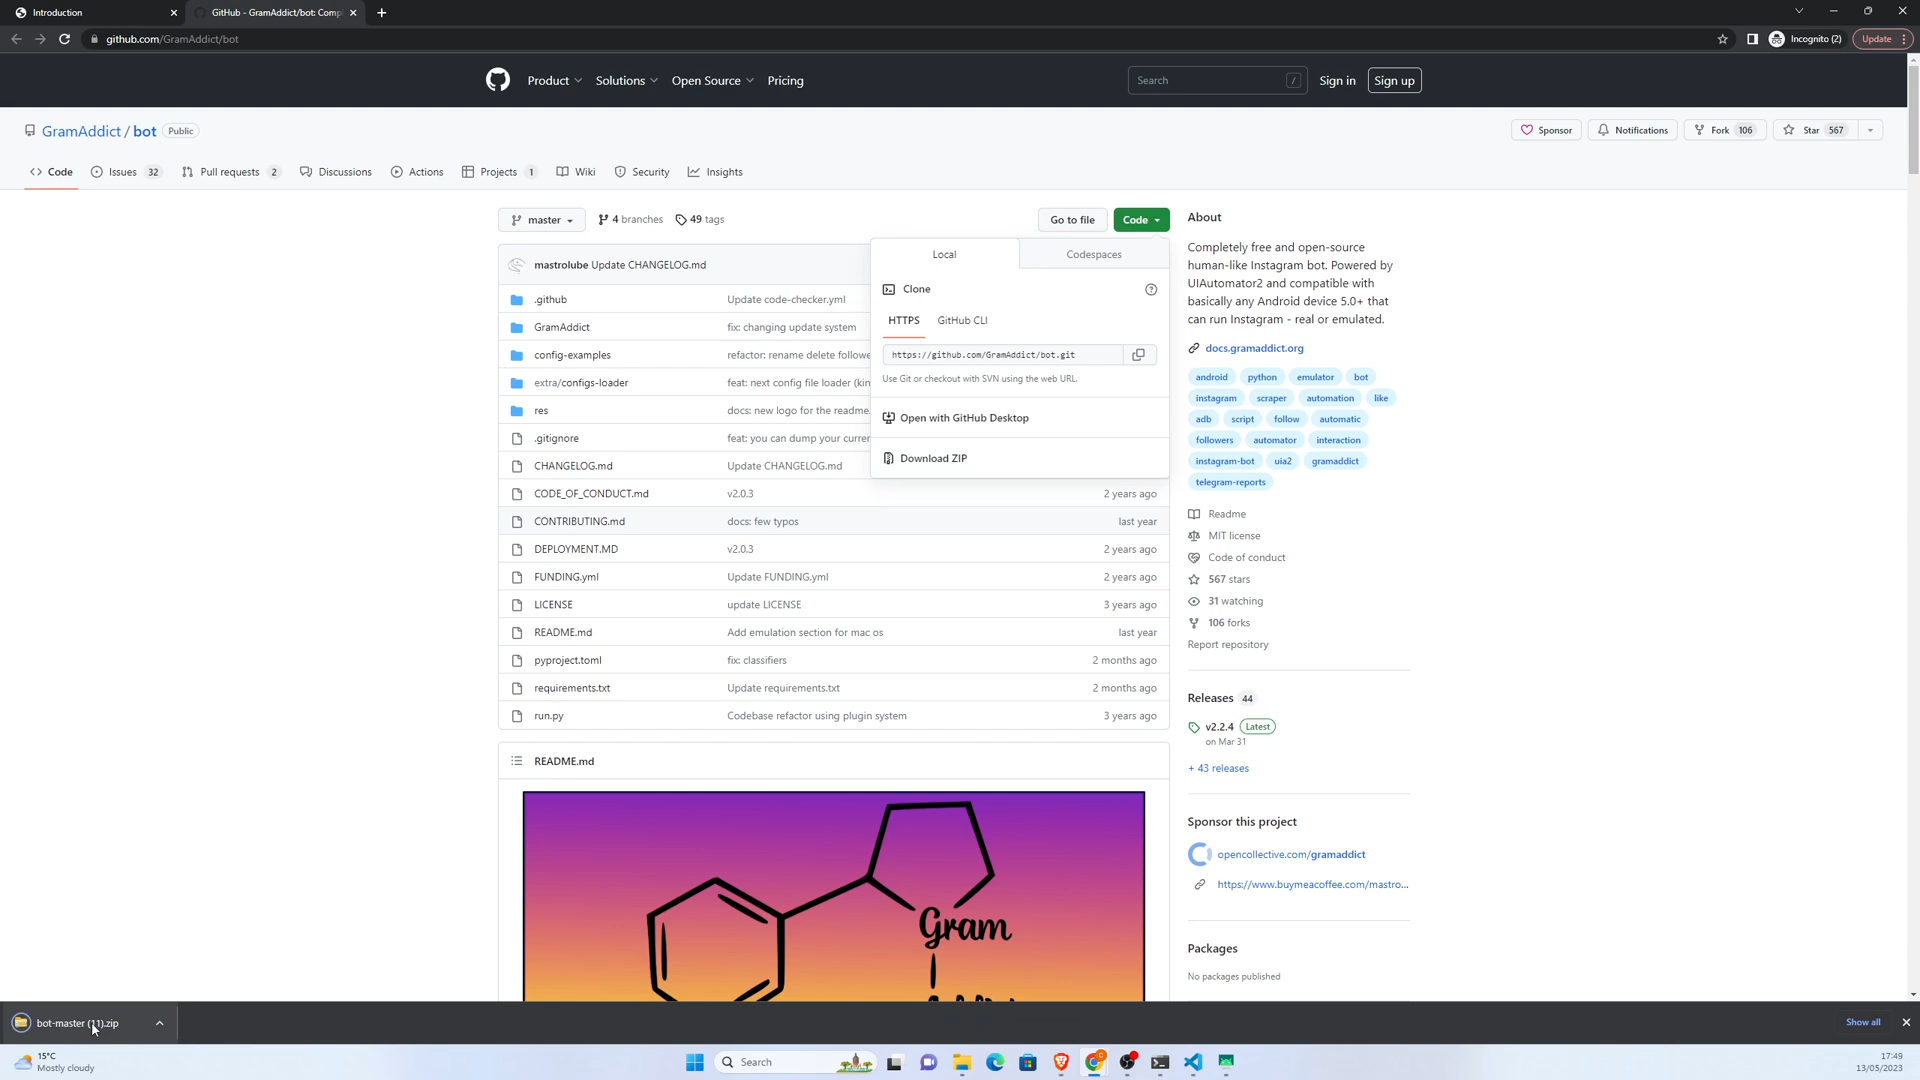 Introduction
GitHub - GramAddict/bot: Compl
github.com/GramAddict/bot
Incognito (2)
Update
Product
Solutions
Open Source
Pricing
Search
/
Sign in
Sign up
GramAddict / bot
Public
Sponsor
Notifications
Fork 106
Star 567
Code
Issues 32
Pull requests 2
Discussions
Actions
Projects 1
Wiki
Security
Insights
master
4 branches
49 tags
Go to file
Code
mastrolube Update CHANGELOG.md
.github Update code-checker.yml
GramAddict fix: changing update system
config-examples refactor: rename delete followe
extra/configs-loader feat: next config file loader (kin
res docs: new logo for the readme.
.gitignore feat: you can dump your curren
CHANGELOG.md Update CHANGELOG.md
CODE_OF_CONDUCT.md v2.0.3 2 years ago
CONTRIBUTING.md docs: few typos last year
DEPLOYMENT.MD v2.0.3 2 years ago
FUNDING.yml Update FUNDING.yml 2 years ago
LICENSE update LICENSE 3 years ago
README.md Add emulation section for mac os last year
pyproject.toml fix: classifiers 2 months ago
requirements.txt Update requirements.txt 2 months ago
run.py Codebase refactor using plugin system 3 years ago
Local
Codespaces
Clone
HTTPS
GitHub CLI
https://github.com/GramAddict/bot.git
Use Git or checkout with SVN using the web URL.
Open with GitHub Desktop
Download ZIP
README.md
Gram
About
Completely free and open-source
human-like Instagram bot. Powered by
UIAutomator2 and compatible with
basically any Android device 5.0+ that
can run Instagram - real or emulated.
docs.gramaddict.org
android python emulator bot
instagram scraper automation like
adb script follow automatic
followers automator interaction
instagram-bot uia2 gramaddict
telegram-reports
Readme
MIT license
Code of conduct
567 stars
31 watching
106 forks
Report repository
Releases 44
v2.2.4 Latest
on Mar 31
+ 43 releases
Sponsor this project
opencollective.com/gramaddict
https://www.buymeacoffee.com/mastro...
Packages
No packages published
bot-master (11).zip
Show all
15°C
Mostly cloudy
Search
17:49
13/05/2023